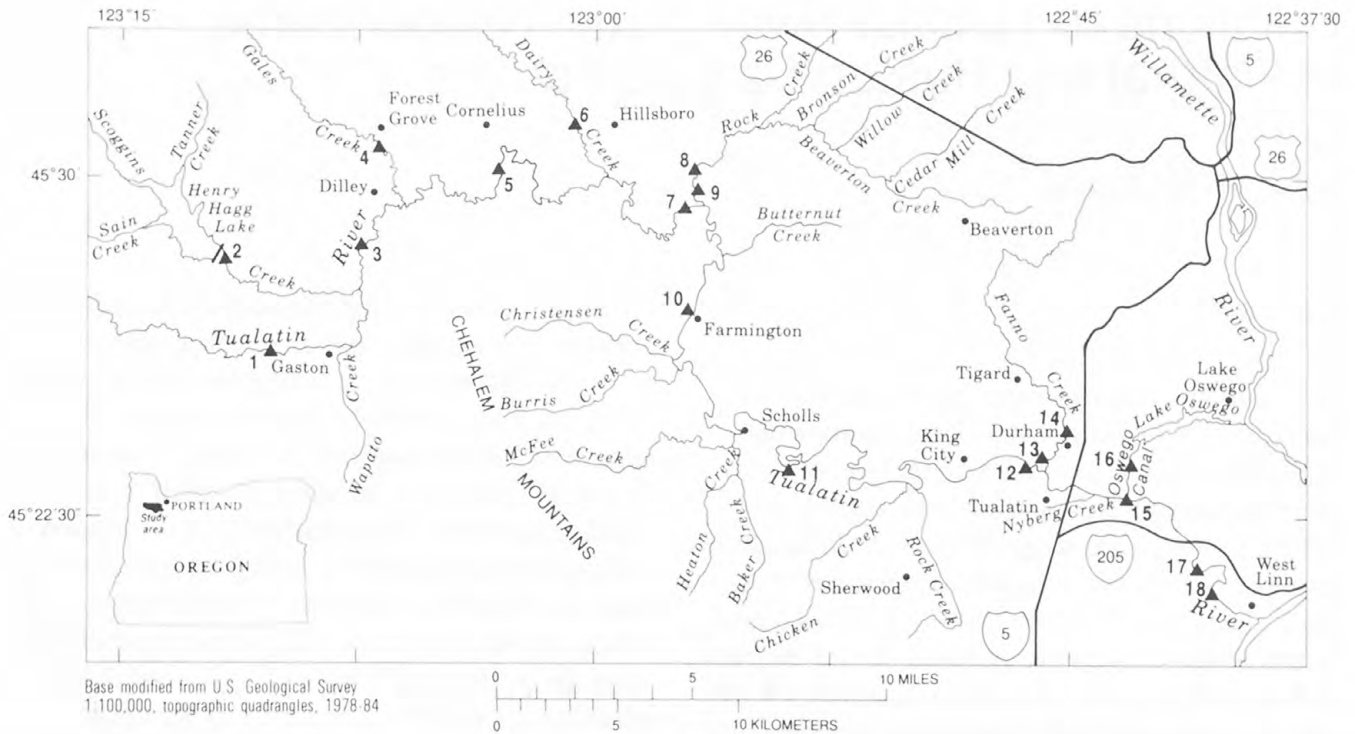 123°15'
123°00'
122°45'
122°37'30
45°30'
45°22'30
Gales
Creek
Dairy
Creek
26
Rock
Creek
Bronson Creek
Willow Creek
Cedar Mill Creek
Beaverton
Creek
Willamette
River
5
26
Scoggins
Tanner
Creek
Forest
Grove
Cornelius
Hillsboro
6
4
5
8
9
7
Dilley
Henry
Hagg
Lake
Sain
Creek
2
Creek
River
3
Butternut
Creek
Beaverton
Christensen
Creek
10
Farmington
Fanno
Creek
Tualatin
1
Gaston
Creek
Wapato
CHEHALEM
MOUNTAINS
Burris Creek
McFee
Creek
Scholls
Tigard
Lake
Oswego
Lake Oswego
King
City
14
Durham
13
12
11
Tualatin
16
Oswego
Canal
15
Tualatin
Nyberg Creek
Heaton
Creek
Baker Creek
Chicken
Creek
Sherwood
Rock Creek
205
17
18
West
Linn
River
5
PORTLAND
Study
area
OREGON
Base modified from U.S. Geological Survey
1:100,000, topographic quadrangles, 1978-84
0 5 10 MILES
0 5 10 KILOMETERS